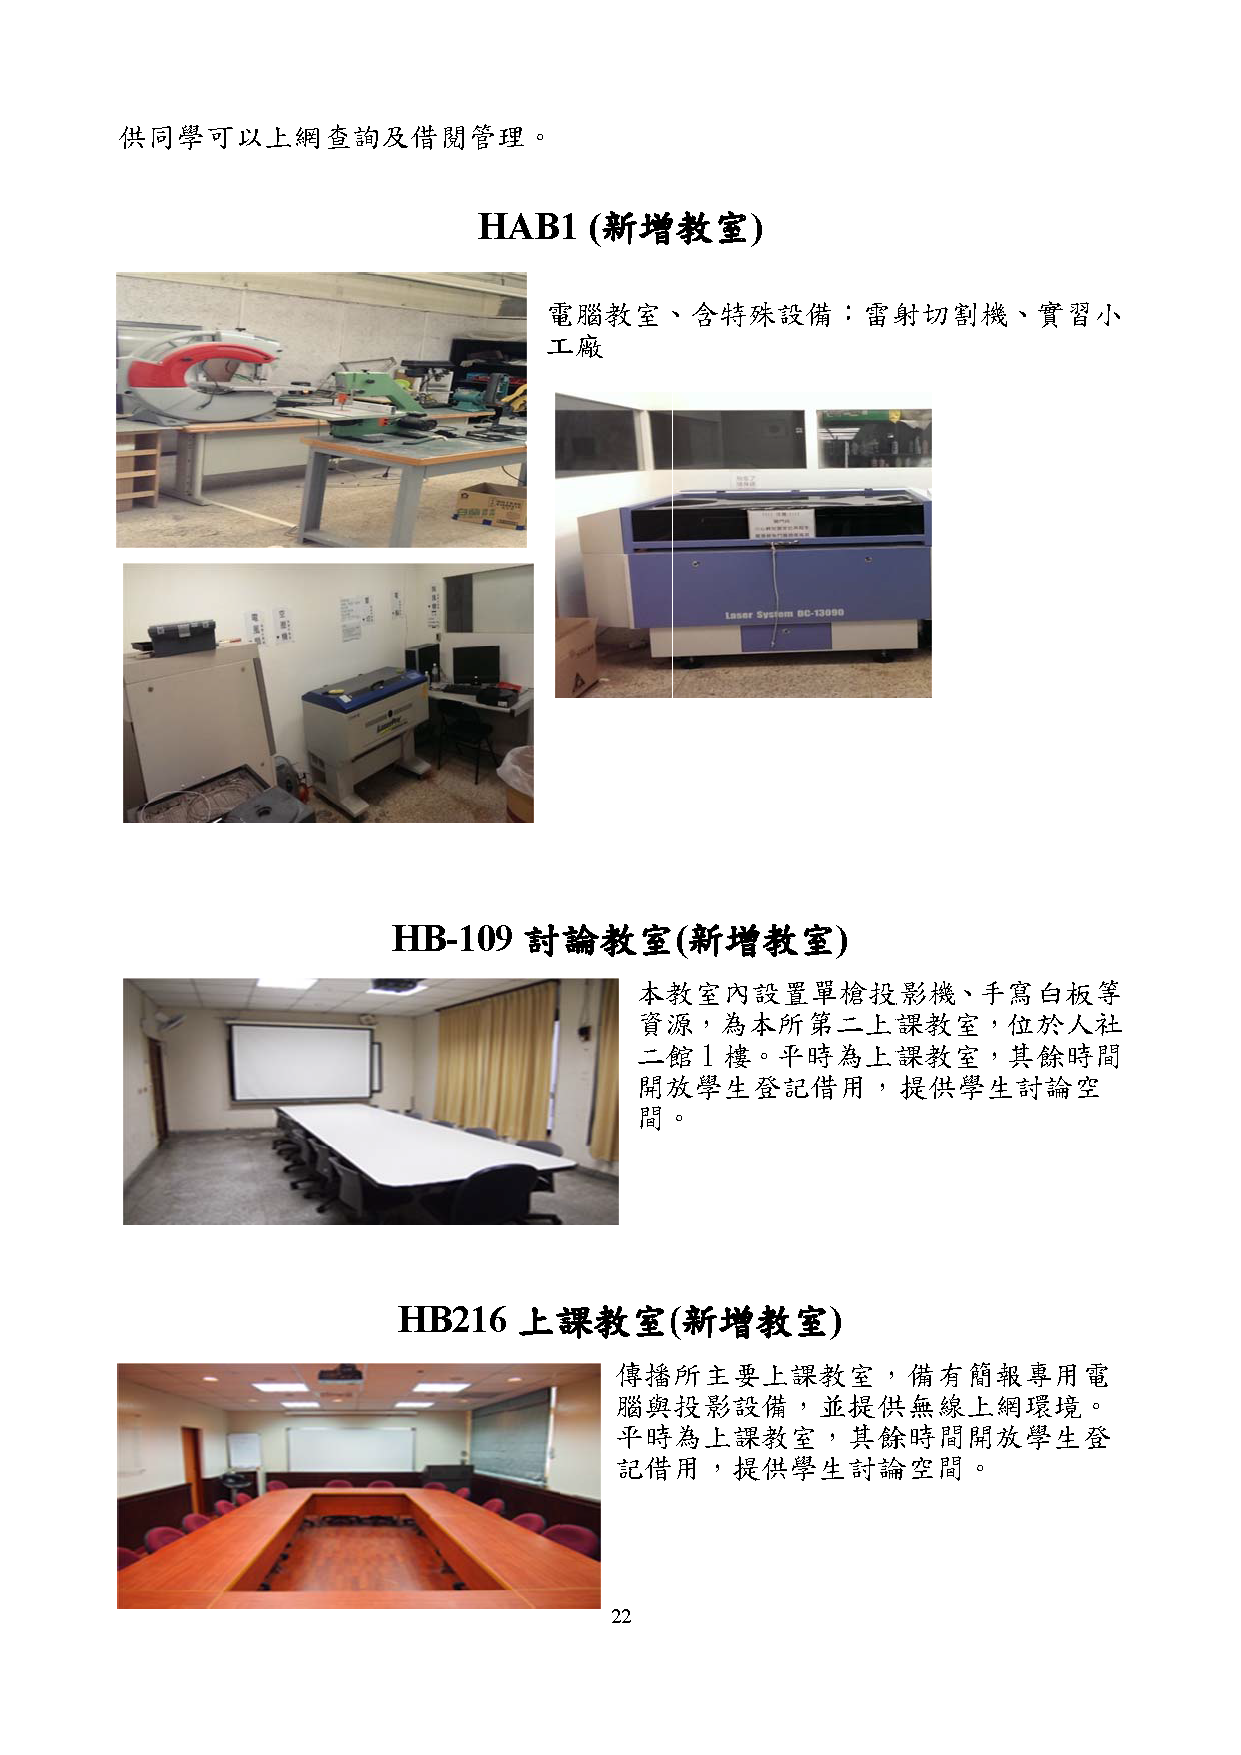 供同學可以上網查詢及借閱管理。
HAB1 (新增教室)
電腦教室、含特殊設備：雷射切割機、實習小
工廠
Laser System DC-13090
電
空
HB-109 討論教室(新增教室)
本教室內設置單槍投影機、手寫白板等
資源，為本所第二上課教室，位於人社
二館 1 樓。平時為上課教室，其餘時間
開放學生登記借用，提供學生討論空
間。
HB216 上課教室(新增教室)
傳播所主要上課教室，備有簡報專用電
腦與投影設備，並提供無線上網環境。
平時為上課教室，其餘時間開放學生登
記借用，提供學生討論空間。
22